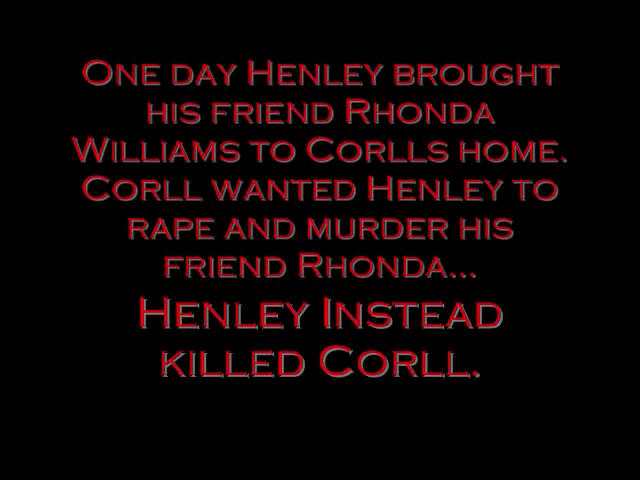 One day Henley brought
his friend Rhonda
Williams to Corlls home.
Corll wanted Henley to
rape and murder his
friend Rhonda...
Henley Instead
killed Corll.